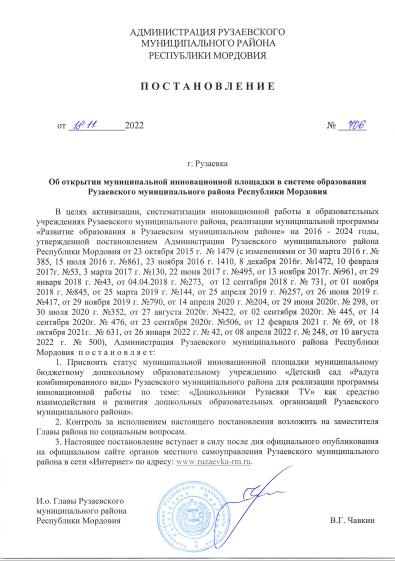 АДМИНИСТРАЦИЯ РУЗАЕВСКОГО
МУНИЦИПАЛЬНОГО РАЙОНА
РЕСПУБЛИКИ МОРДОВИЯ
П О С Т А Н О В Л Е Н И Е
от 18.11. 2022 № 706
г. Рузаевка
Об открытии муниципальной инновационной площадки в системе образования
Рузаевского муниципального района Республики Мордовия
В целях активизации, систематизации инновационной работы в образовательных
учреждениях Рузаевского муниципального района, реализации муниципальной программы
«Развитие образования в Рузаевском муниципальном районе» на 2016 - 2024 годы,
утвержденной постановлением Администрации Рузаевского муниципального района
Республики Мордовия от 23 октября 2015 г. № 1479 (с изменениями от 30 марта 2016 г. №
385, 15 июля 2016 г. №861, 23 ноября 2016 г. 1410, 8 декабря 2016г. №1472, 10 февраля
2017г. №53, 3 марта 2017 г. №130, 22 июня 2017 г. №495, от 13 ноября 2017г. №961, от 29
января 2018 г. №43, от 04.04.2018 г. №273, от 12 сентября 2018 г. № 731, от 01 ноября
2018 г. №845, от 25 марта 2019 г. №144, от 25 апреля 2019 г. №257, от 26 июня 2019 г.
№417, от 29 ноября 2019 г. №790, от 14 апреля 2020 г. №204, от 29 июня 2020г. № 298, от
30 июля 2020 г. №352, от 27 августа 2020г. №422, от 02 сентября 2020г. № 445, от 14
сентября 2020г. № 476, от 23 сентября 2020г. №506, от 12 февраля 2021 г. № 69, от 18
октября 2021г. № 631, от 26 января 2022 г. № 42, от 08 апреля 2022 г. № 248, от 10 августа
2022 г. № 500), Администрация Рузаевского муниципального района Республики
Мордовия п о с т а н о в л я е т:
1. Присвоить статус муниципальной инновационной площадки муниципальному
бюджетному дошкольному образовательному учреждению «Детский сад «Радуга
комбинированного вида» Рузаевского муниципального района для реализации программы
инновационной работы по теме: «Дошкольники Рузаевки TV» как средство
взаимодействия и развития дошкольных образовательных организаций Рузаевского
муниципального района».
2. Контроль за исполнением настоящего постановления возложить на заместителя
Главы района по социальным вопросам.
3. Настоящее постановление вступает в силу после дня официального опубликования
на официальном сайте органов местного самоуправления Рузаевского муниципального
района в сети «Интернет» по адресу: www.ruzaevka-rm.ru.
И.о. Главы Рузаевского
муниципального района
Республики Мордовия В.Г. Чавкин